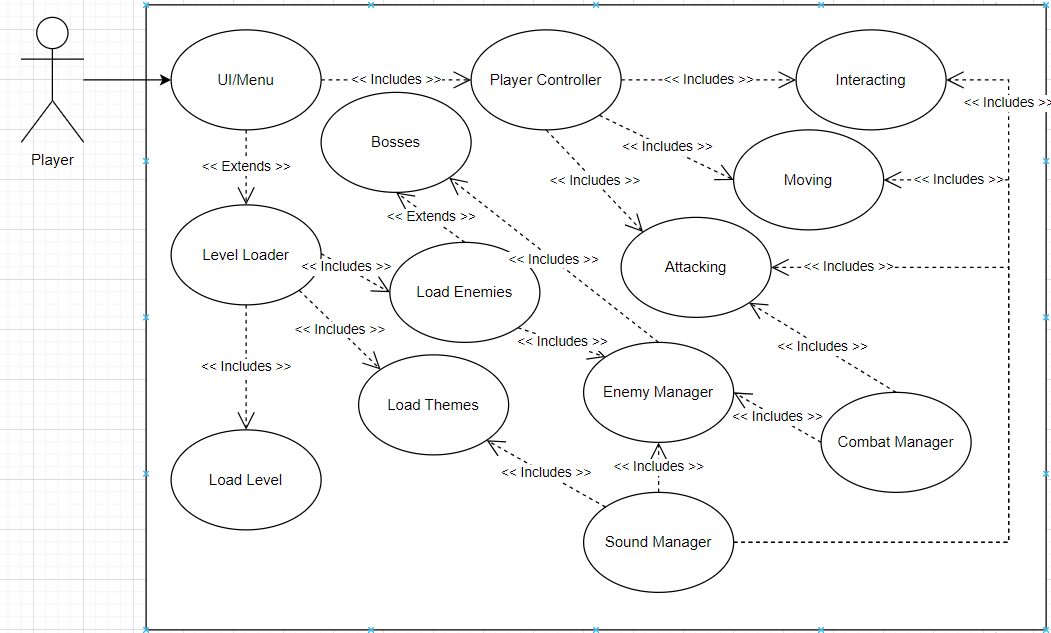 UI/Menu
<< Includes >>
Player Controller
<< Includes >>
Interacting
<< Includes >>
Player
Bosses
<< Includes >>
<< Extends >>
<< Includes >>
Moving
<< Includes >>
<< Extends >>
Level Loader
<< Includes >>
<< Includes >>
Attacking
<< Includes >>
Load Enemies
<< Includes >>
<< Includes >>
<< Includes >>
<< Includes >>
Enemy Manager
Load Themes
<< Includes >>
Combat Manager
<< Includes >>
<< Includes >>
Load Level
Sound Manager